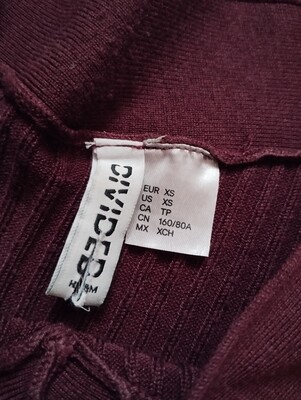 DIVIDED
H&M
EUR XS
US XS
CA TP
CN 160/80A
MX XCH